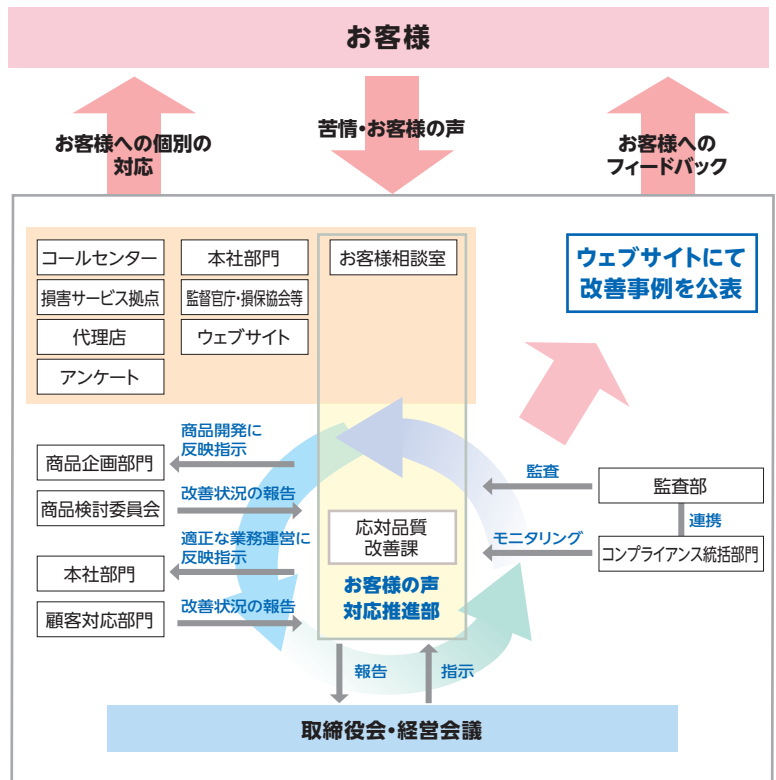 お客様
お客様への個別の
対応
苦情・お客様の声
お客様への
フィードバック
コールセンター
本社部門
お客様相談室
損害サービス拠点
監督官庁・損保協会等
代理店
ウェブサイト
アンケート
ウェブサイトにて
改善事例を公表
商品開発に
反映指示
商品企画部門
改善状況の報告
商品検討委員会
適正な業務運営に
反映指示
本社部門
改善状況の報告
顧客対応部門
応対品質
改善課
お客様の声
対応推進部
監査
監査部
連携
モニタリング
コンプライアンス統括部門
報告
指示
取締役会・経営会議